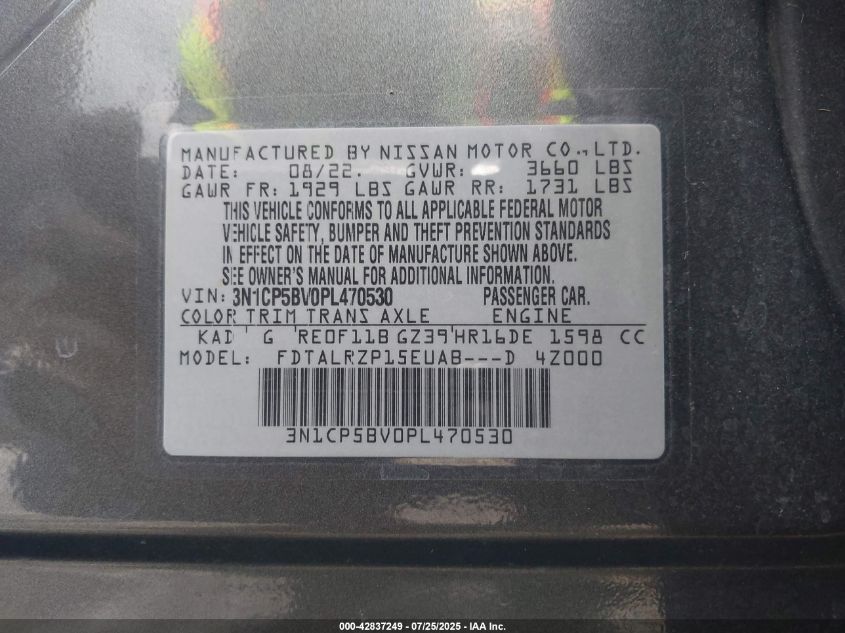 MANUFACTURED BY NISSAN MOTOR CO.,LTD.
DATE: 08/22. GVWR: 3660 LBS
GAWR FR: 1929 LBS GAWR RR: 1731 LBS
THIS VEHICLE CONFORMS TO ALL APPLICABLE FEDERAL MOTOR
VEHICLE SAFETY, BUMPER AND THEFT PREVENTION STANDARDS
IN EFFECT ON THE DATE OF MANUFACTURE SHOWN ABOVE.
SEE OWNER'S MANUAL FOR ADDITIONAL INFORMATION.
VIN: 3N1CP5BV0PL470530 PASSENGER CAR.
COLOR TRIM TRANS AXLE ENGINE
KAD G RE0F11B GZ39 HR16DE 1598 CC
MODEL: FDTALRZP15EUAB---D 4Z000
3N1CP5BV0PL470530
000-42837249 | 07/25/2025 - IAA Inc.